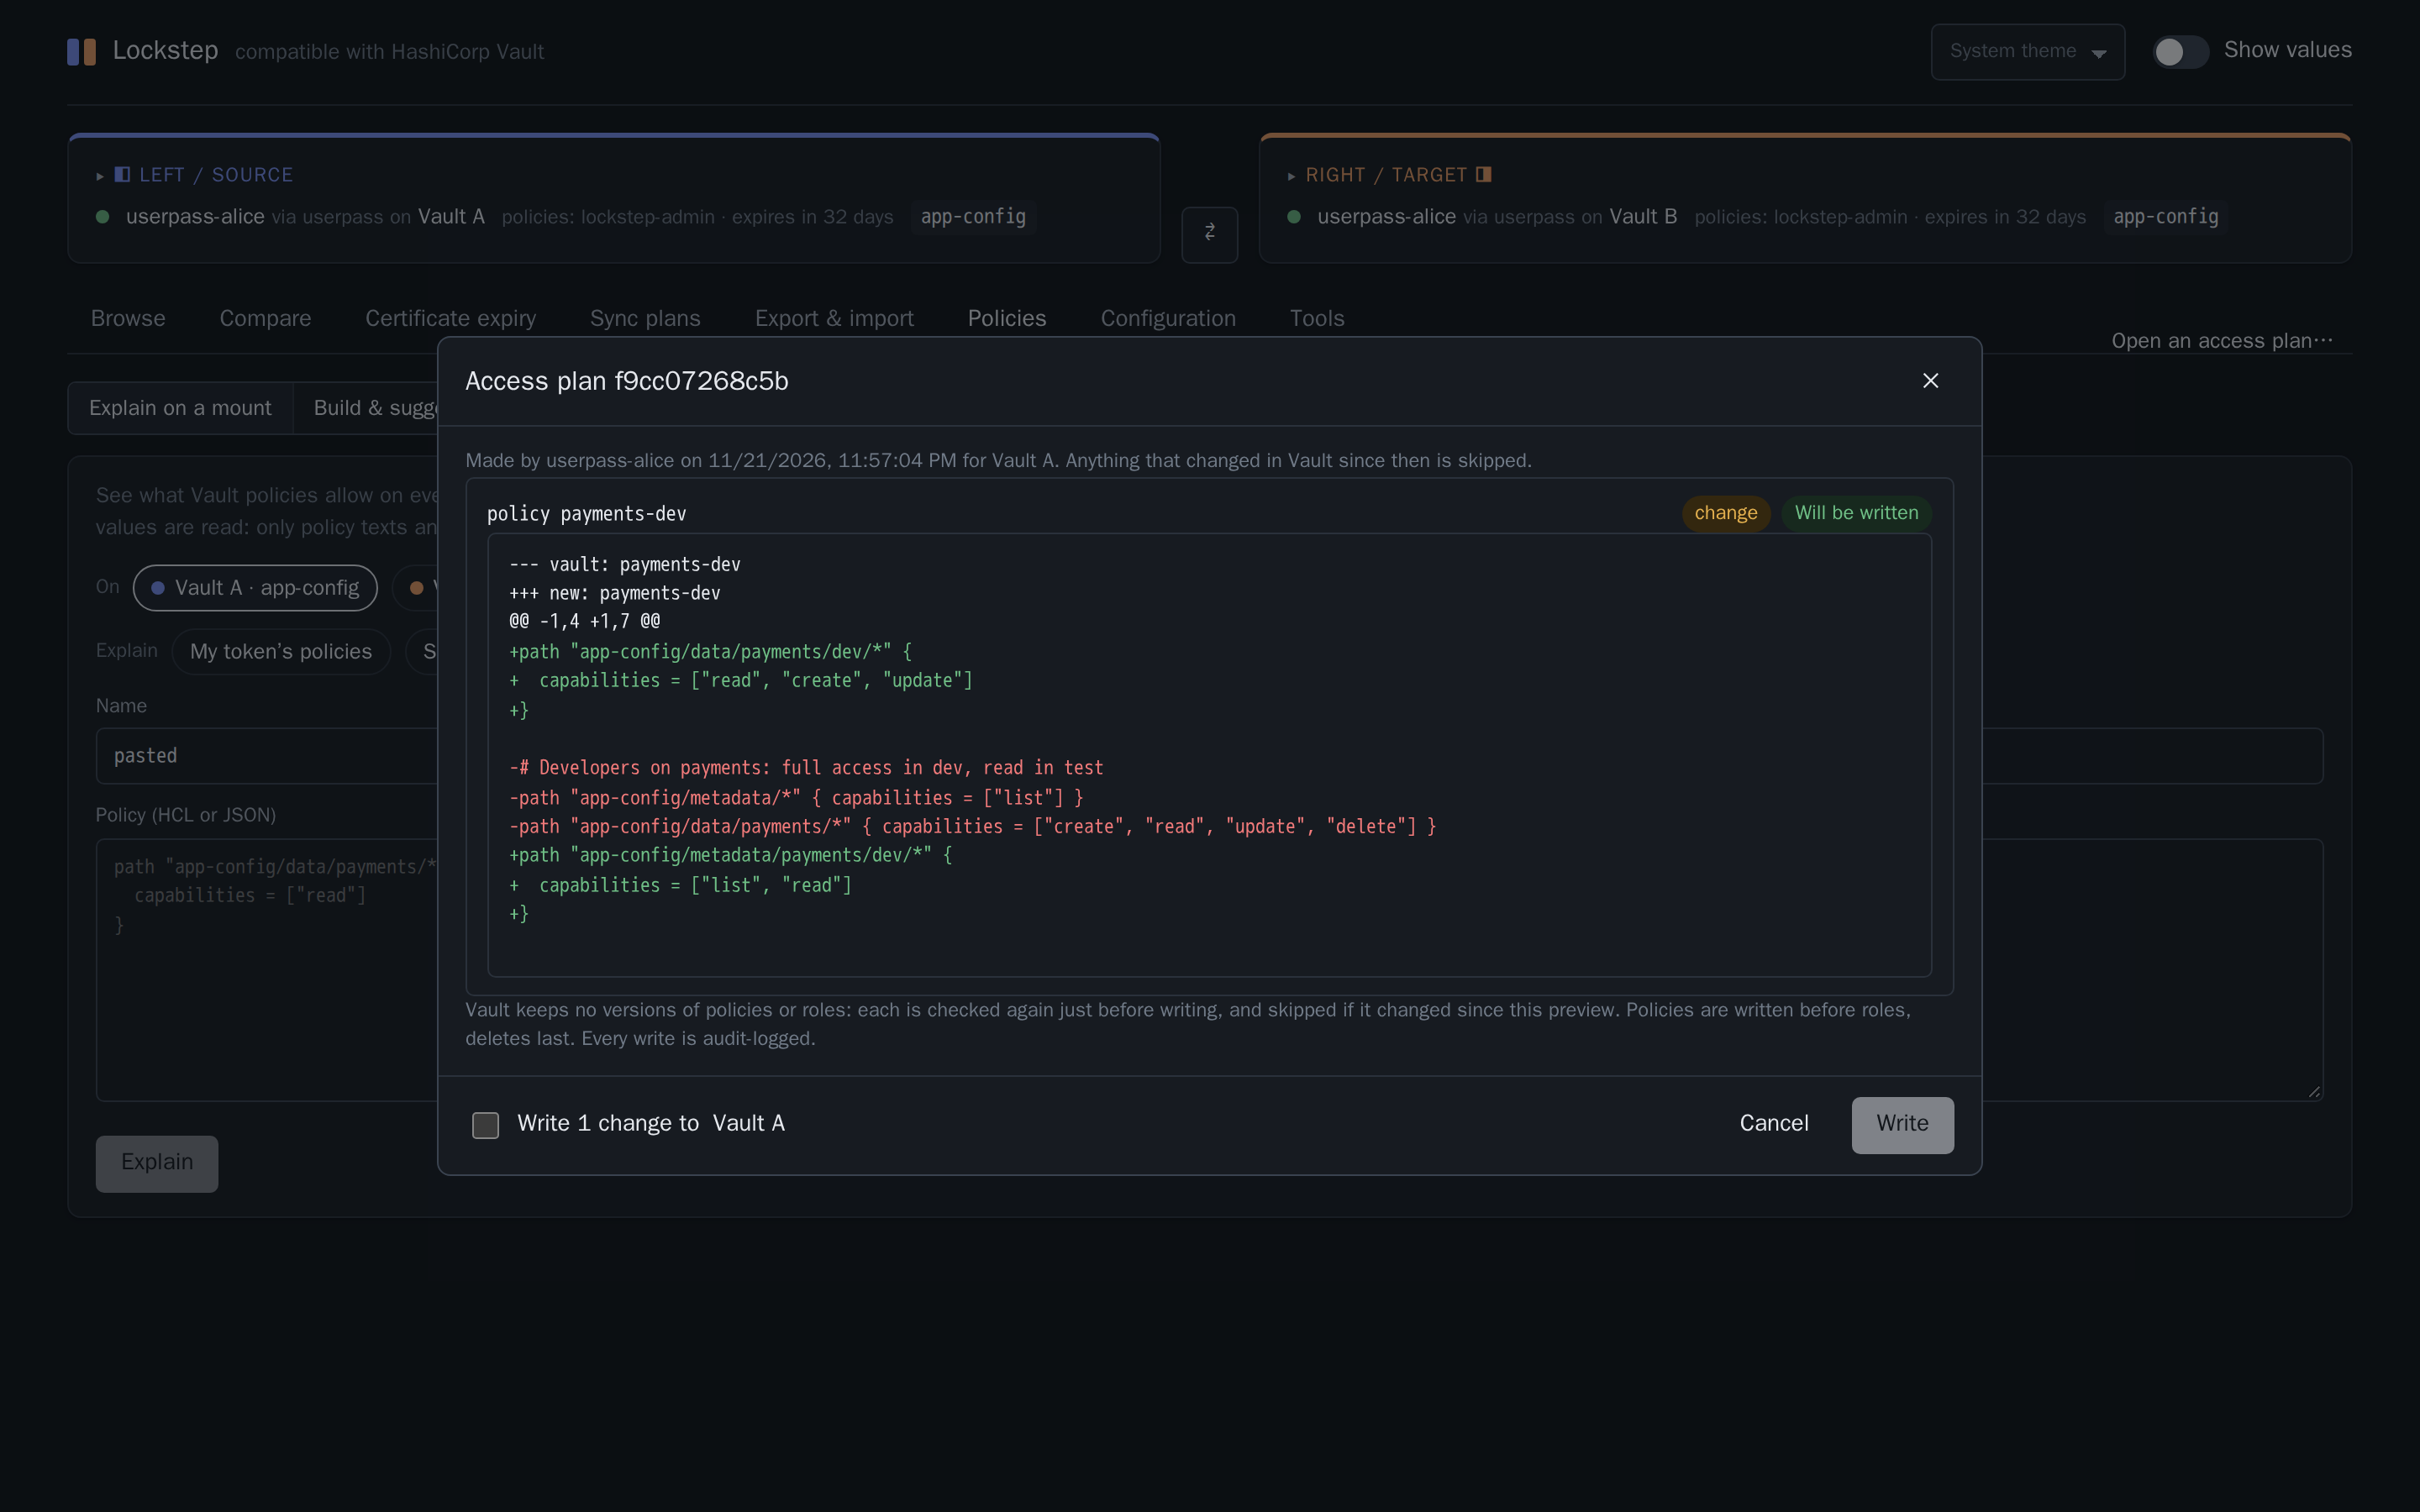 Lockstep compatible with HashiCorp Vault
System theme
Show values
LEFT / SOURCE
userpass-alice via userpass on Vault A policies: lockstep-admin · expires in 32 days app-config
RIGHT / TARGET
userpass-alice via userpass on Vault B policies: lockstep-admin · expires in 32 days app-config
Browse Compare Certificate expiry Sync plans Export & import Policies Configuration Tools
Open an access plan…
Explain on a mount
Build &
See what Vault policies allow on
values are read: only policy texts
On Vault A · app-config
Explain My token’s policies
Name
pasted
Policy (HCL or JSON)
path "app-config/data/payments/*
capabilities = ["read"]
}
Explain
Access plan f9cc07268c5b
Made by userpass-alice on 11/21/2026, 11:57:04 PM for Vault A. Anything that changed in Vault since then is skipped.
policy payments-dev
change
Will be written
--- vault: payments-dev
+++ new: payments-dev
@@ -1,4 +1,7 @@
+path "app-config/data/payments/dev/*" {
+  capabilities = ["read", "create", "update"]
+}
-# Developers on payments: full access in dev, read in test
-path "app-config/metadata/*" { capabilities = ["list"] }
-path "app-config/data/payments/*" { capabilities = ["create", "read", "update", "delete"] }
+path "app-config/metadata/payments/dev/*" {
+  capabilities = ["list", "read"]
+}
Vault keeps no versions of policies or roles: each is checked again just before writing, and skipped if it changed since this preview. Policies are written before roles,
deletes last. Every write is audit-logged.
Write 1 change to Vault A
Cancel
Write